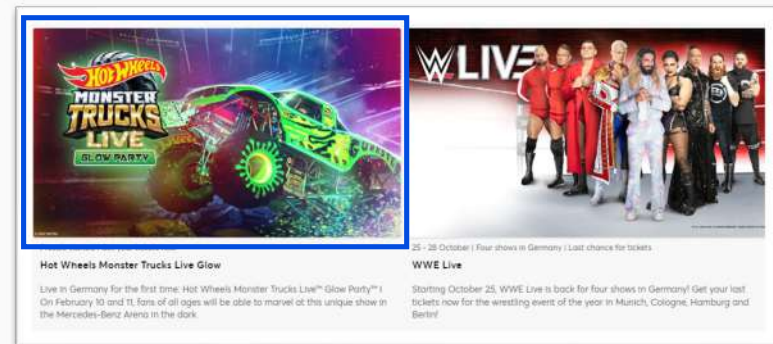 HOT WHEELS
MONSTER
TRUCKS
LIVE
GLOW PARTY
Hot Wheels Monster Trucks Live Glow
Live in Germany for the first time: Hot Wheels Monster Trucks Live™ Glow Party™ !
On February 10 and 11, fans of all ages will be able to marvel at this unique show in
the Mercedes-Benz Arena in the dark.
W LIVE
25 - 28 October | Four shows in Germany | Last chance for tickets
WWE Live
Starting October 25, WWE Live is back for four shows in Germany! Get your last
tickets now for the wrestling event of the year in Munich, Cologne, Hamburg and
Berlin!